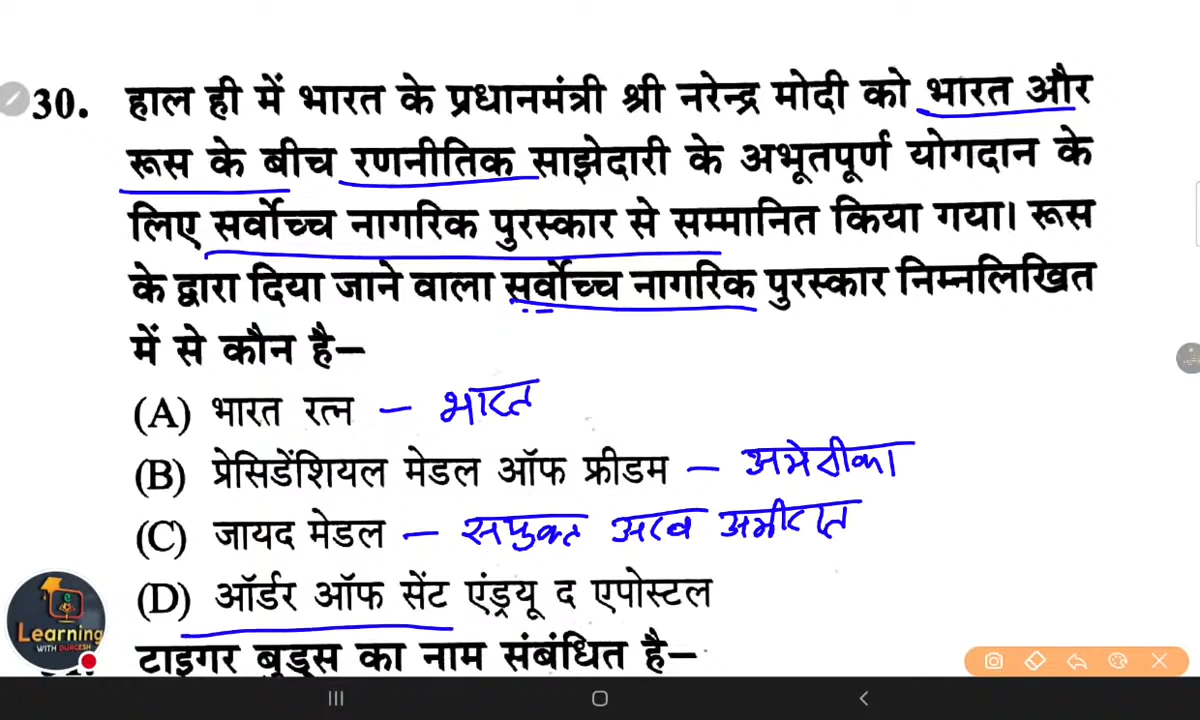 30. हाल ही में भारत के प्रधानमंत्री श्री नरेन्द्र मोदी को भारत और
रूस के बीच रणनीतिक साझेदारी के अभूतपूर्ण योगदान के
लिए सर्वोच्च नागरिक पुरस्कार से सम्मानित किया गया। रूस
के द्वारा दिया जाने वाला सर्वोच्च नागरिक पुरस्कार निम्नलिखित
में से कौन है–
(A) भारत रत्न – भारत
(B) प्रेसिडेंशियल मेडल ऑफ फ्रीडम – अमेरीका
(C) जायद मेडल – सयुक्त अरब अमीरात
(D) ऑर्डर ऑफ सेंट एंड्रयू द एपोस्टल
टाइगर वुड्स का नाम संबंधित है–
Learning
WITH DURGESH